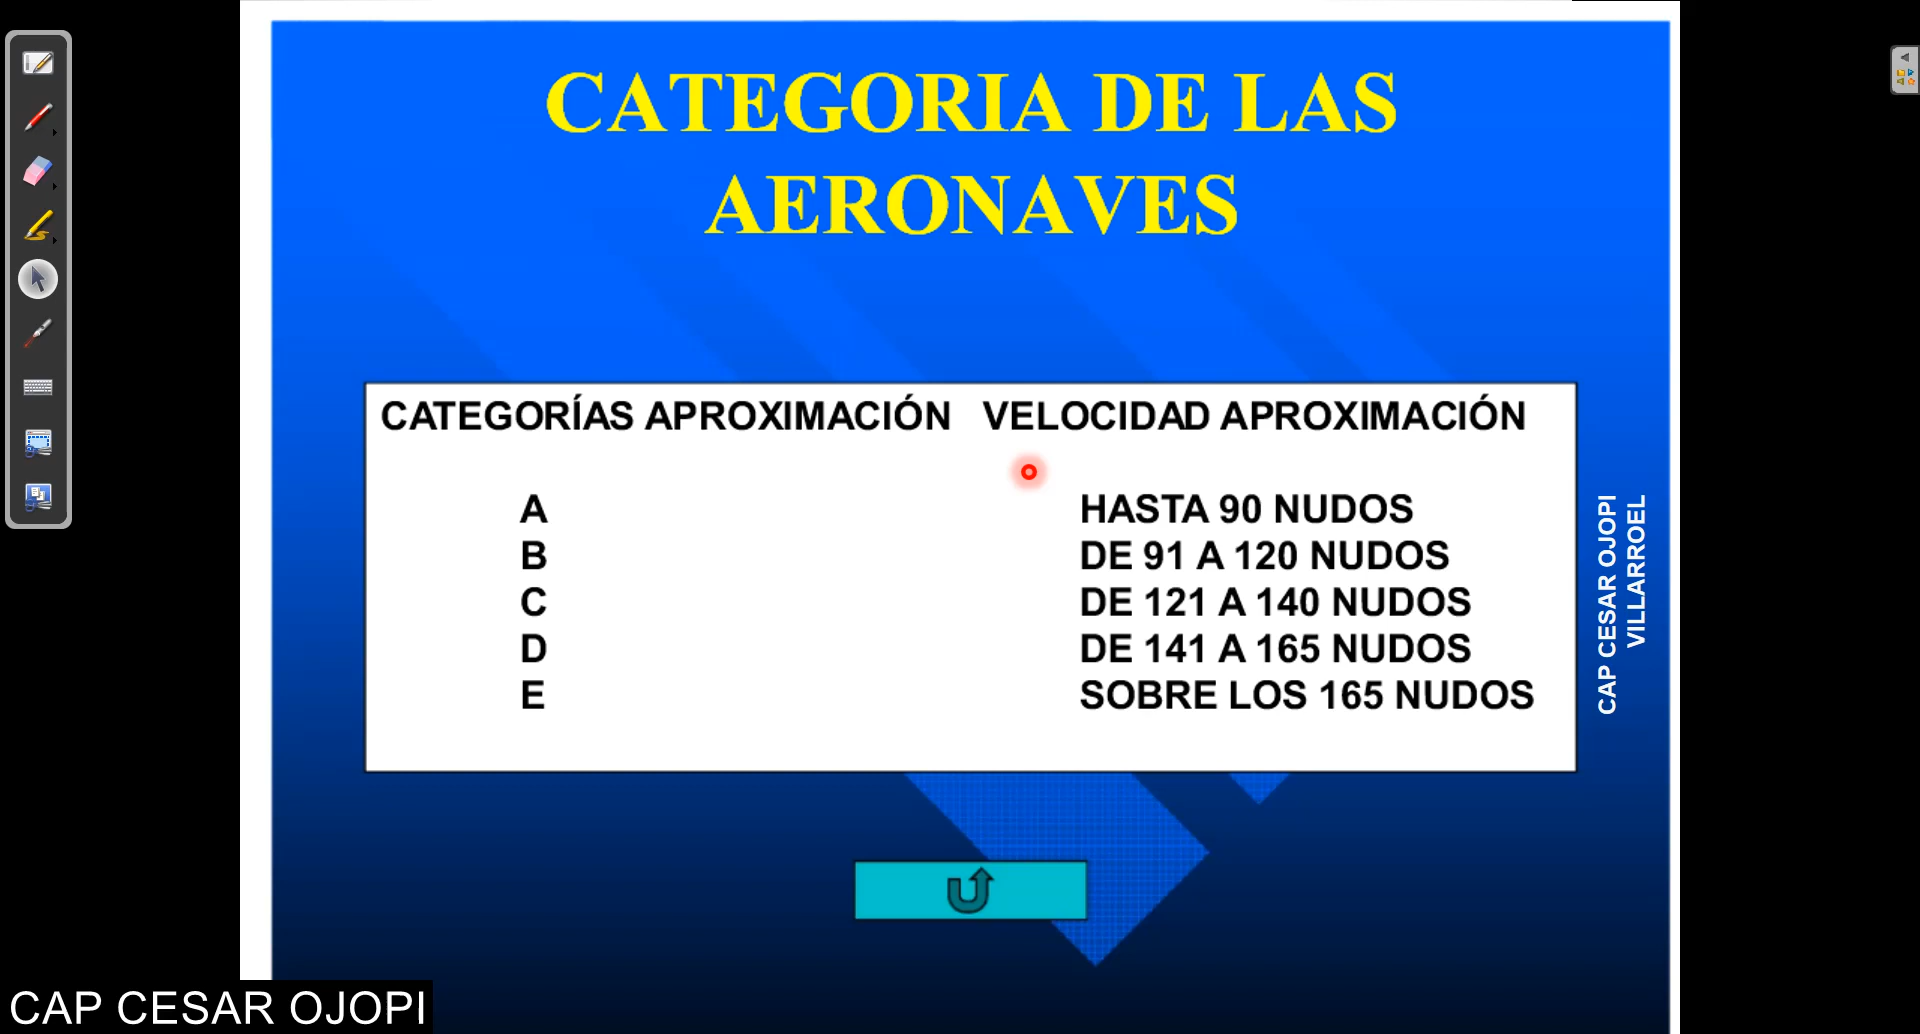 CATEGORIA DE LAS
AERONAVES
CATEGORÍAS APROXIMACIÓN VELOCIDAD APROXIMACIÓN
A HASTA 90 NUDOS
B DE 91 A 120 NUDOS
C DE 121 A 140 NUDOS
D DE 141 A 165 NUDOS
E SOBRE LOS 165 NUDOS
CAP CESAR OJOPI
VILLARROEL
CAP CESAR OJOPI